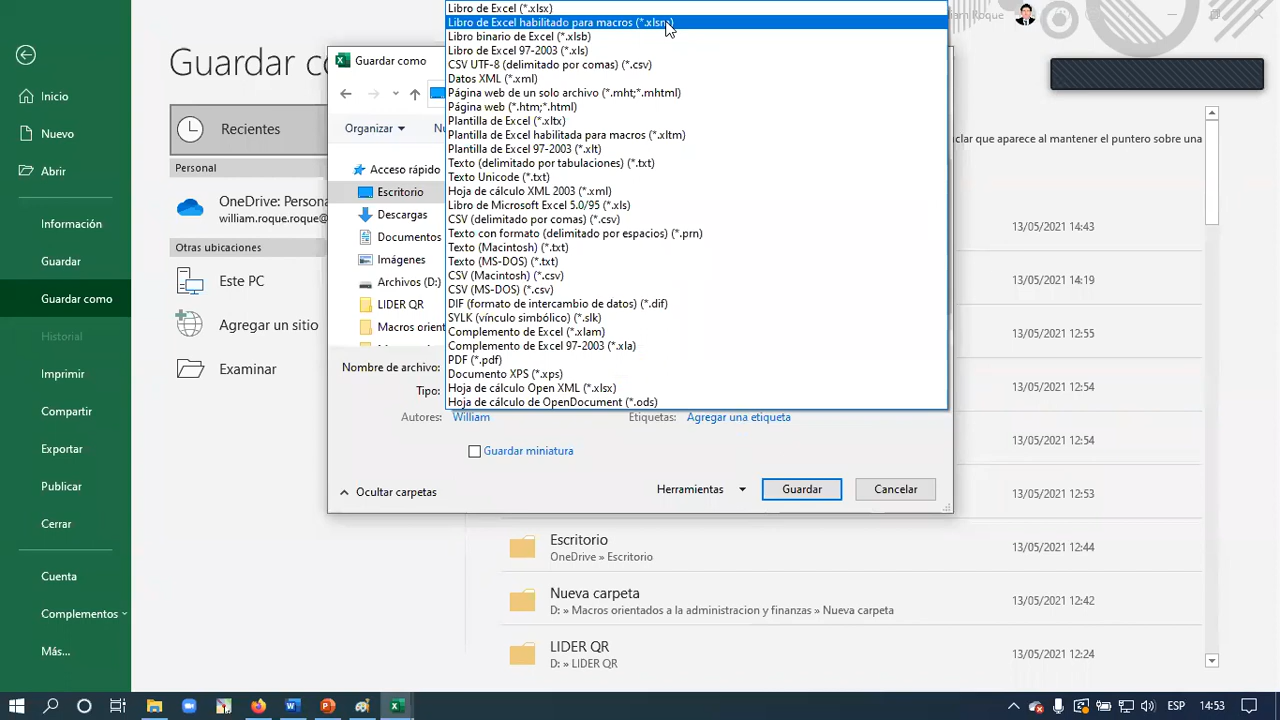 Guardar
Inicio
Nuevo
Abrir
Información
Guardar
Guardar como
Historial
Imprimir
Compartir
Exportar
Publicar
Cerrar
Cuenta
Complementos
Más...
Recientes
Personal
OneDrive: Persona
william.roque.roque@
Otras ubicaciones
Este PC
Agregar un sitio
Examinar
Guardar como
Organizar
Acceso rápido
Escritorio
Descargas
Documentos
Imágenes
Archivos (D:)
LIDER QR
Macros orient
Nombre de archivo:
Tipo:
Libro de Excel (*.xlsx)
Libro de Excel habilitado para macros (*.xlsm)
Libro binario de Excel (*.xlsb)
Libro de Excel 97-2003 (*.xls)
CSV UTF-8 (delimitado por comas) (*.csv)
Datos XML (*.xml)
Página web de un solo archivo (*.mht;*.mhtml)
Página web (*.htm;*.html)
Plantilla de Excel (*.xltx)
Plantilla de Excel habilitada para macros (*.xltm)
Plantilla de Excel 97-2003 (*.xlt)
Texto (delimitado por tabulaciones) (*.txt)
Texto Unicode (*.txt)
Hoja de cálculo XML 2003 (*.xml)
Libro de Microsoft Excel 5.0/95 (*.xls)
CSV (delimitado por comas) (*.csv)
Texto con formato (delimitado por espacios) (*.prn)
Texto (Macintosh) (*.txt)
Texto (MS-DOS) (*.txt)
CSV (Macintosh) (*.csv)
CSV (MS-DOS) (*.csv)
DIF (formato de intercambio de datos) (*.dif)
SYLK (vínculo simbólico) (*.slk)
Complemento de Excel (*.xlam)
Complemento de Excel 97-2003 (*.xla)
PDF (*.pdf)
Documento XPS (*.xps)
Hoja de cálculo Open XML (*.xlsx)
Hoja de cálculo de OpenDocument (*.ods)
Autores: William
Etiquetas: Agregar una etiqueta
Guardar miniatura
Ocultar carpetas
Herramientas
Guardar
Cancelar
Roque
clar que aparece al mantener el puntero sobre una
13/05/2021 14:43
13/05/2021 14:19
13/05/2021 12:55
13/05/2021 12:54
13/05/2021 12:54
13/05/2021 12:53
Escritorio
OneDrive » Escritorio
13/05/2021 12:44
Nueva carpeta
D: » Macros orientados a la administracion y finanzas » Nueva carpeta
13/05/2021 12:42
LIDER QR
D: » LIDER QR
13/05/2021 12:24
ESP
14:53